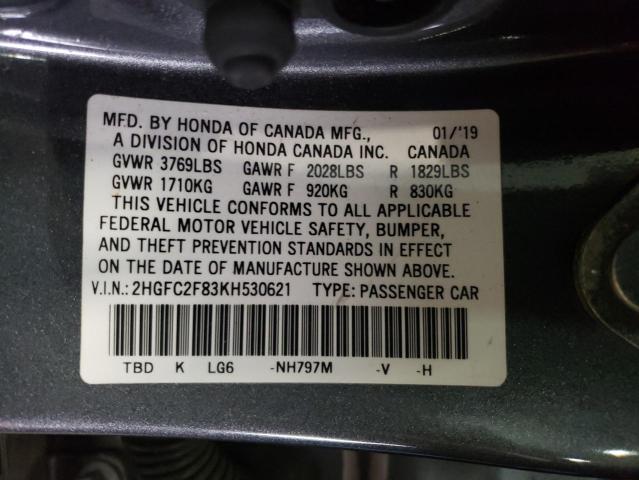 MFD. BY HONDA OF CANADA MFG., 01/'19
A DIVISION OF HONDA CANADA INC. CANADA
GVWR 3769LBS GAWR F 2028LBS R 1829LBS
GVWR 1710KG GAWR F 920KG R 830KG
THIS VEHICLE CONFORMS TO ALL APPLICABLE
FEDERAL MOTOR VEHICLE SAFETY, BUMPER,
AND THEFT PREVENTION STANDARDS IN EFFECT
ON THE DATE OF MANUFACTURE SHOWN ABOVE.
V.I.N.: 2HGFC2F83KH530621 TYPE: PASSENGER CAR
TBD K LG6 -NH797M -V -H